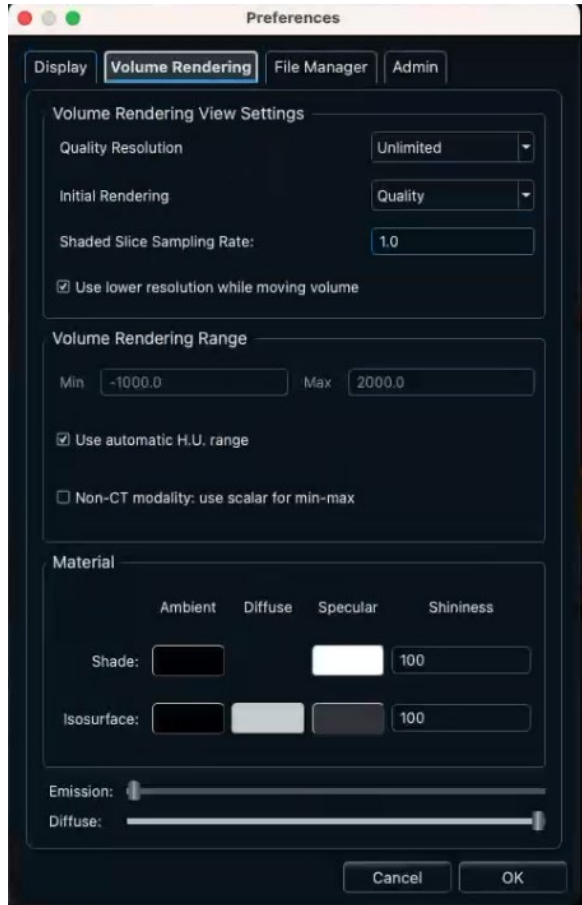 Preferences
Display Volume Rendering File Manager Admin
Volume Rendering View Settings
Quality Resolution Unlimited
Initial Rendering Quality
Shaded Slice Sampling Rate: 1.0
Use lower resolution while moving volume
Volume Rendering Range
Min -1000.0 Max 2000.0
Use automatic H.U. range
Non-CT modality: use scalar for min-max
Material
Ambient Diffuse Specular Shininess
Shade: 100
Isosurface: 100
Emission:
Diffuse:
Cancel OK